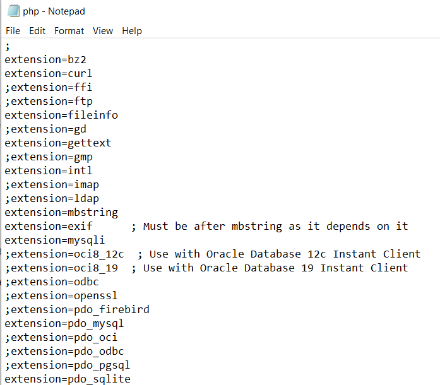 php - Notepad
File Edit Format View Help
;
extension=bz2
extension=curl
;extension=ffi
;extension=ftp
extension=fileinfo
;extension=gd
extension=gettext
;extension=gmp
extension=intl
;extension=imap
;extension=ldap
extension=mbstring
extension=exif      ; Must be after mbstring as it depends on it
extension=mysqli
;extension=oci8_12c  ; Use with Oracle Database 12c Instant Client
;extension=oci8_19  ; Use with Oracle Database 19 Instant Client
extension=odbc
;extension=openssl
;extension=pdo_firebird
extension=pdo_mysql
;extension=pdo_oci
;extension=pdo_odbc
;extension=pdo_pgsql
extension=pdo_sqlite